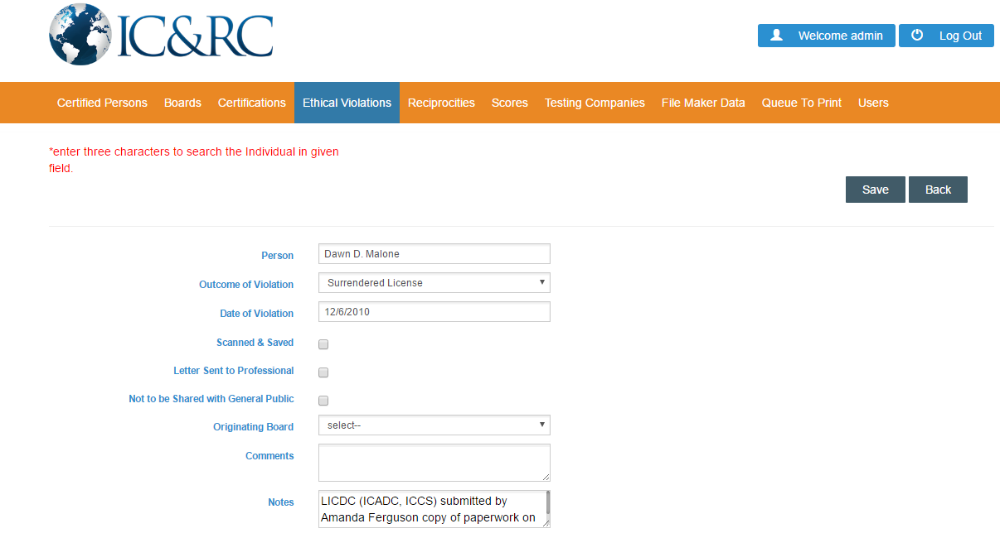 IC&RC
Welcome admin
Log Out
Certified Persons Boards Certifications Ethical Violations Reciprocities Scores Testing Companies File Maker Data Queue To Print Users
*enter three characters to search the Individual in given
field.
Save Back
Person Dawn D. Malone
Outcome of Violation Surrendered License
Date of Violation 12/6/2010
Scanned & Saved
Letter Sent to Professional
Not to be Shared with General Public
Originating Board select--
Comments
Notes LICDC (ICADC, ICCS) submitted by
Amanda Ferguson copy of paperwork on